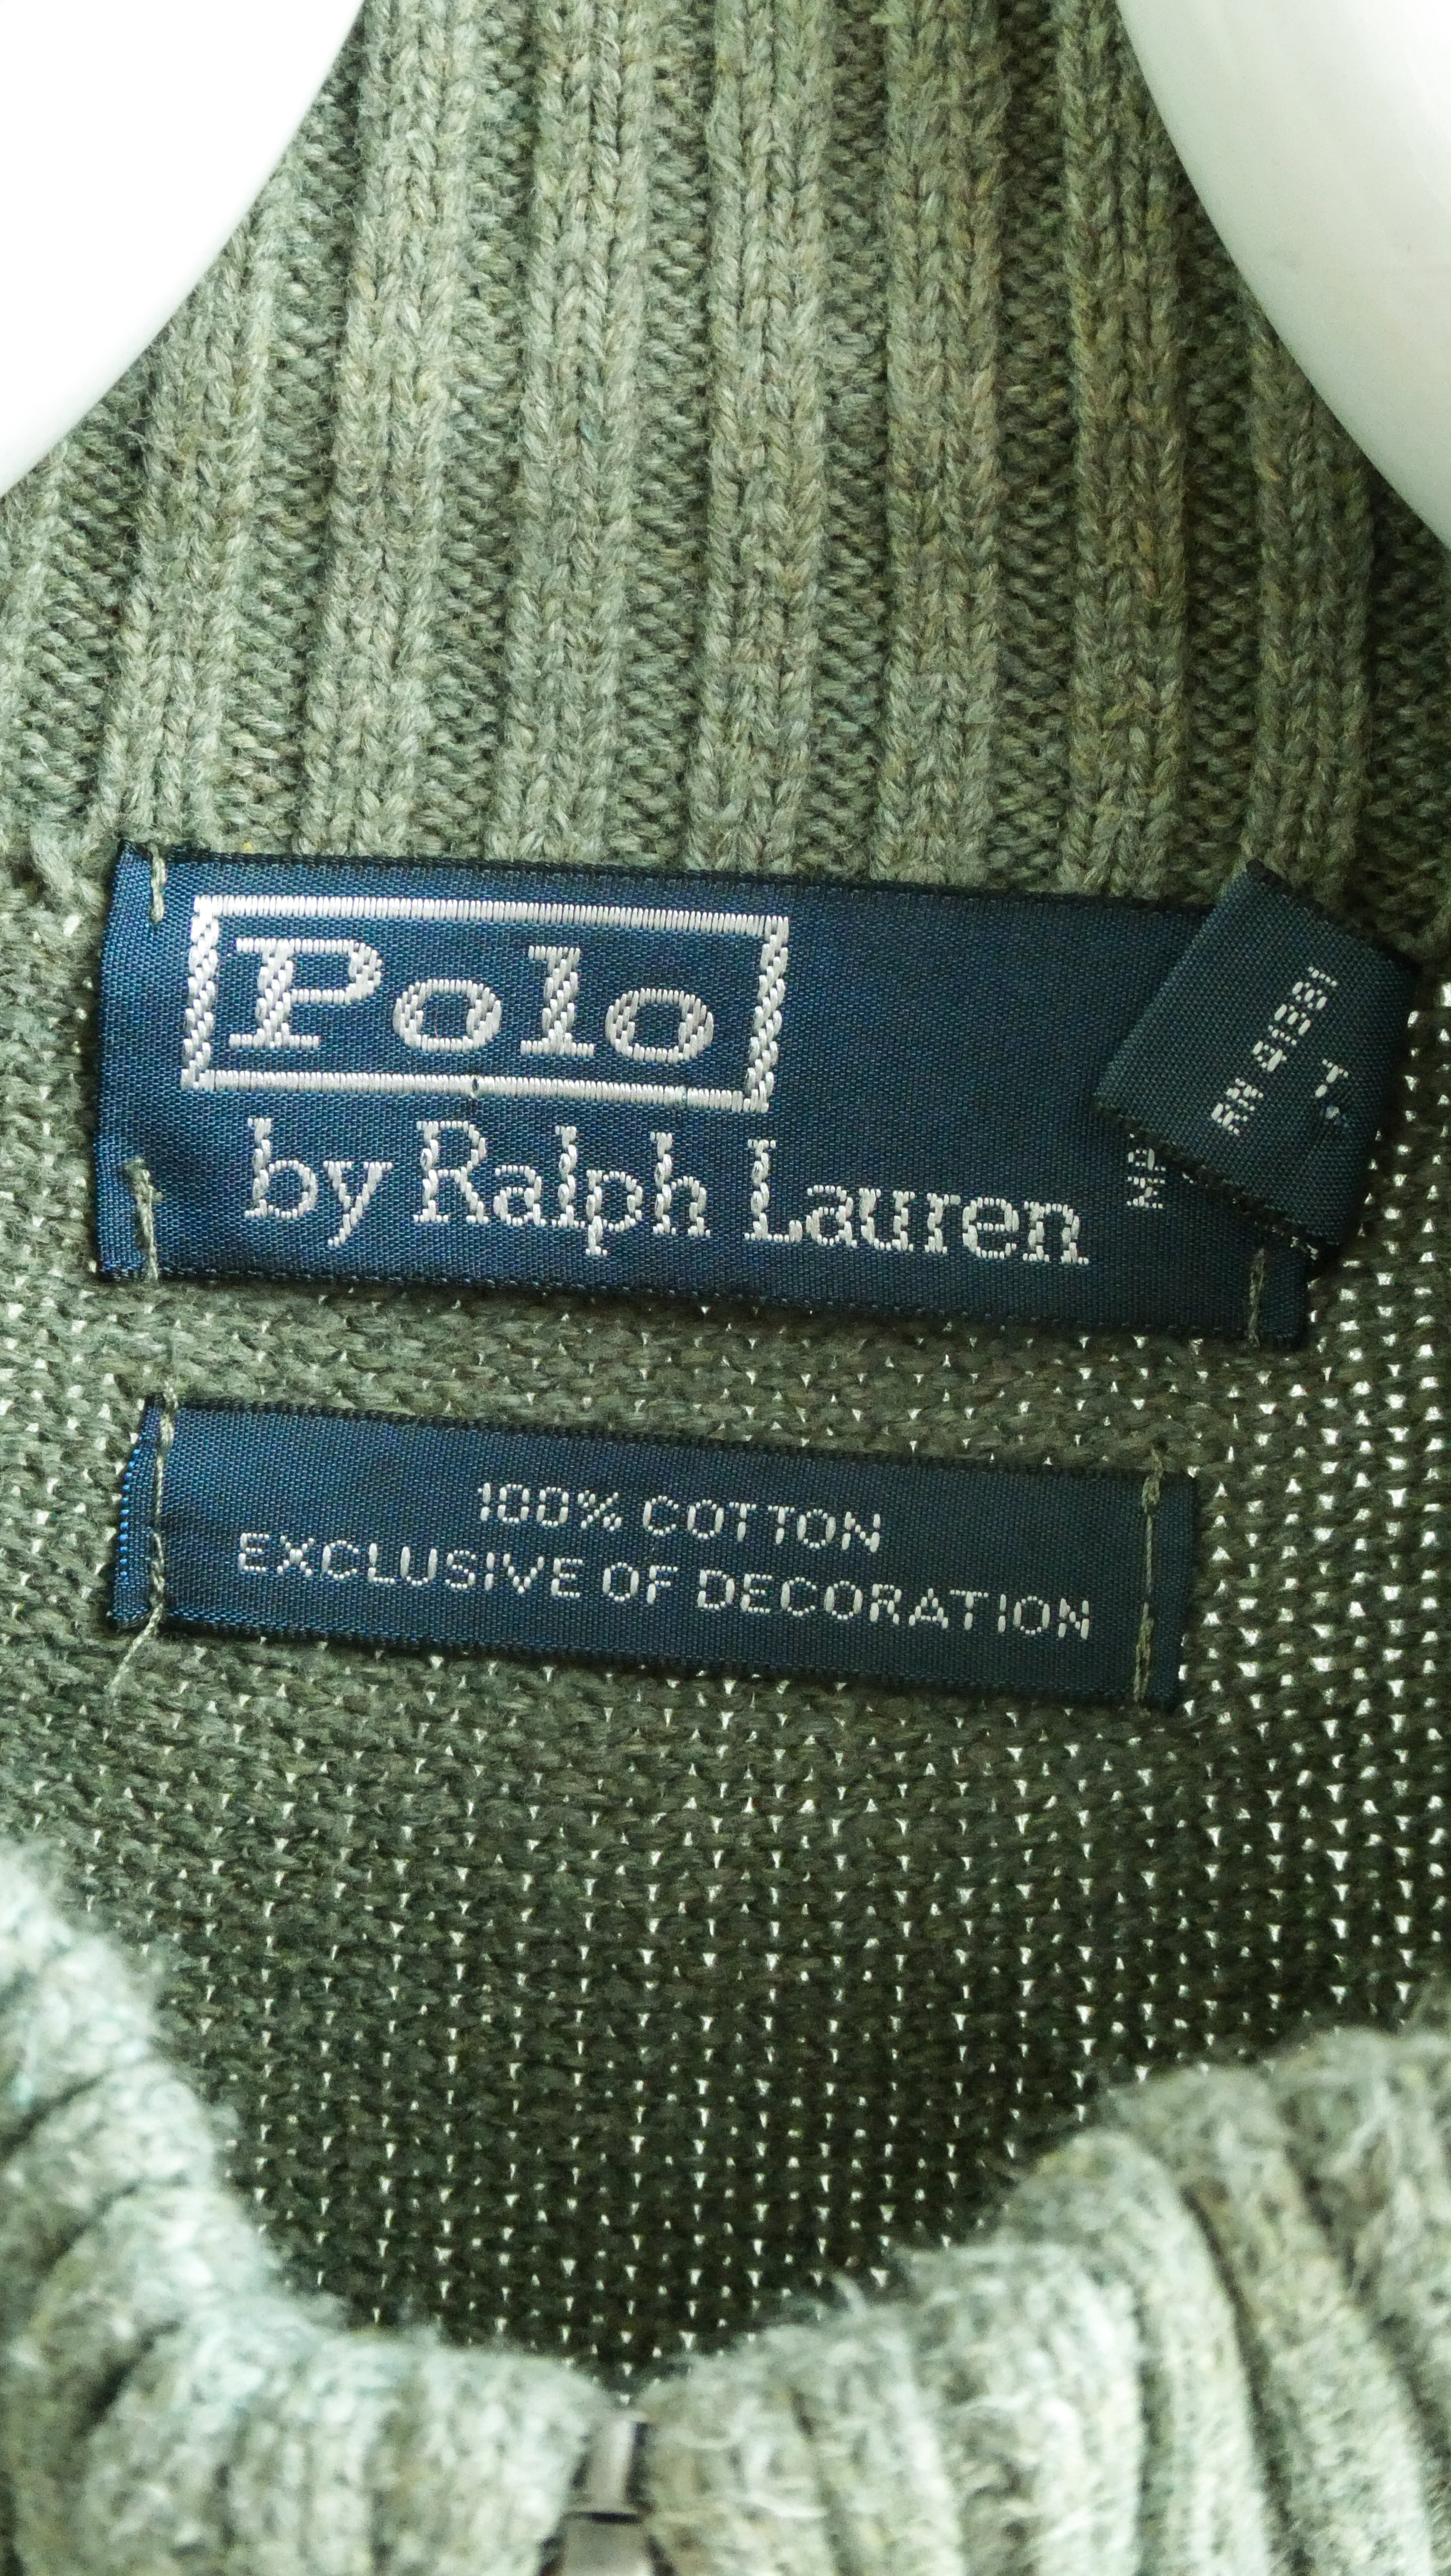 Polo
by Ralph Lauren
100% COTTON
EXCLUSIVE OF DECORATION